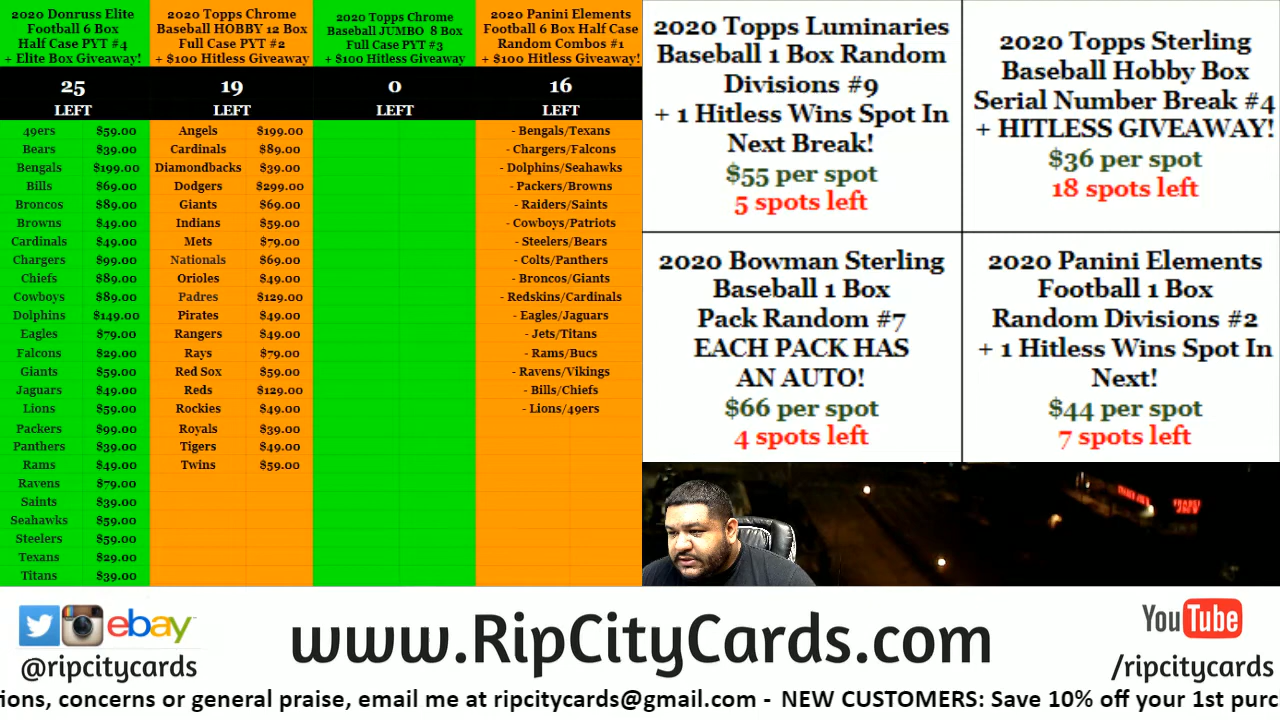 2020 Donruss Elite
Football 6 Box
Half Case PYT #4
+ Elite Box Giveaway!
25
LEFT
49ers $59.00
Bears $39.00
Bengals $199.00
Bills $69.00
Broncos $89.00
Browns $49.00
Cardinals $49.00
Chargers $99.00
Chiefs $89.00
Cowboys $89.00
Dolphins $149.00
Eagles $79.00
Falcons $29.00
Giants $59.00
Jaguars $49.00
Lions $59.00
Packers $99.00
Panthers $39.00
Rams $49.00
Ravens $79.00
Saints $39.00
Seahawks $59.00
Steelers $59.00
Texans $29.00
Titans $39.00
2020 Topps Chrome
Baseball HOBBY 12 Box
Full Case PYT #2
+ $100 Hitless Giveaway
19
LEFT
Angels $199.00
Cardinals $89.00
Diamondbacks $39.00
Dodgers $299.00
Giants $69.00
Indians $59.00
Mets $79.00
Nationals $69.00
Orioles $49.00
Padres $129.00
Pirates $49.00
Rangers $49.00
Rays $79.00
Red Sox $59.00
Reds $129.00
Rockies $49.00
Royals $39.00
Tigers $49.00
Twins $59.00
2020 Topps Chrome
Baseball JUMBO 8 Box
Full Case PYT #3
+ $100 Hitless Giveaway
0
LEFT
2020 Panini Elements
Football 6 Box Half Case
Random Combos #1
+ $100 Hitless Giveaway!
16
LEFT
- Bengals/Texans
- Chargers/Falcons
- Dolphins/Seahawks
- Packers/Browns
- Raiders/Saints
- Cowboys/Patriots
- Steelers/Bears
- Colts/Panthers
- Broncos/Giants
- Redskins/Cardinals
- Eagles/Jaguars
- Jets/Titans
- Rams/Bucs
- Ravens/Vikings
- Bills/Chiefs
- Lions/49ers
2020 Topps Luminaries
Baseball 1 Box Random
Divisions #9
+ 1 Hitless Wins Spot In
Next Break!
$55 per spot
5 spots left
2020 Topps Sterling
Baseball Hobby Box
Serial Number Break #4
+ HITLESS GIVEAWAY!
$36 per spot
18 spots left
2020 Bowman Sterling
Baseball 1 Box
Pack Random #7
EACH PACK HAS
AN AUTO!
$66 per spot
4 spots left
2020 Panini Elements
Football 1 Box
Random Divisions #2
+ 1 Hitless Wins Spot In
Next!
$44 per spot
7 spots left
ebay
@ripcitycards
www.RipCityCards.com
YouTube
/ripcitycards
ions, concerns or general praise, email me at ripcitycards@gmail.com - NEW CUSTOMERS: Save 10% off your 1st purc